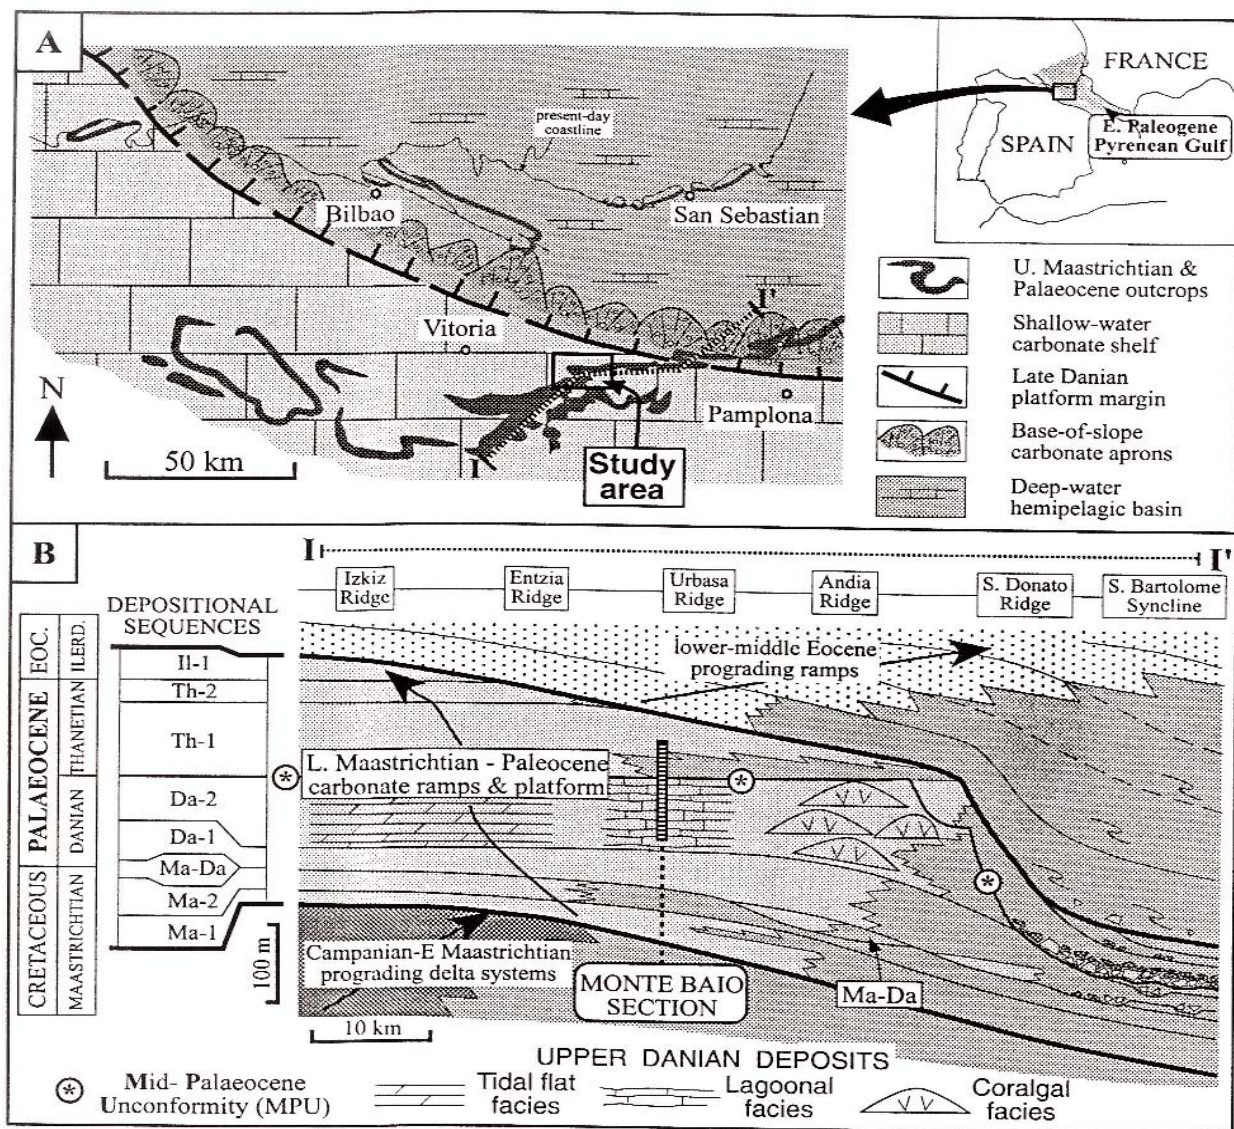 A
FRANCE
SPAIN
E. Paleogene
Pyrenean Gulf
present-day
coastline
Bilbao
San Sebastian
I'
Vitoria
N
Pamplona
50 km
I
Study
area
U. Maastrichtian &
Palaeocene outcrops
Shallow-water
carbonate shelf
Late Danian
platform margin
Base-of-slope
carbonate aprons
Deep-water
hemipelagic basin
B
I
I'
Izkiz
Ridge
Entzia
Ridge
Urbasa
Ridge
Andia
Ridge
S. Donato
Ridge
S. Bartolome
Syncline
DEPOSITIONAL
SEQUENCES
EOC.
ILERD.
PALAEOCENE
THANETIAN
DANIAN
CRETACEOUS
MAASTRICHTIAN
Il-1
Th-2
Th-1
Da-2
Da-1
Ma-Da
Ma-2
Ma-1
100 m
lower-middle Eocene
prograding ramps
L. Maastrichtian - Paleocene
carbonate ramps & platform
Campanian-E Maastrichtian
prograding delta systems
MONTE BAIO
SECTION
Ma-Da
10 km
UPPER DANIAN DEPOSITS
Mid- Palaeocene
Unconformity (MPU)
Tidal flat
facies
Lagoonal
facies
Coralgal
facies